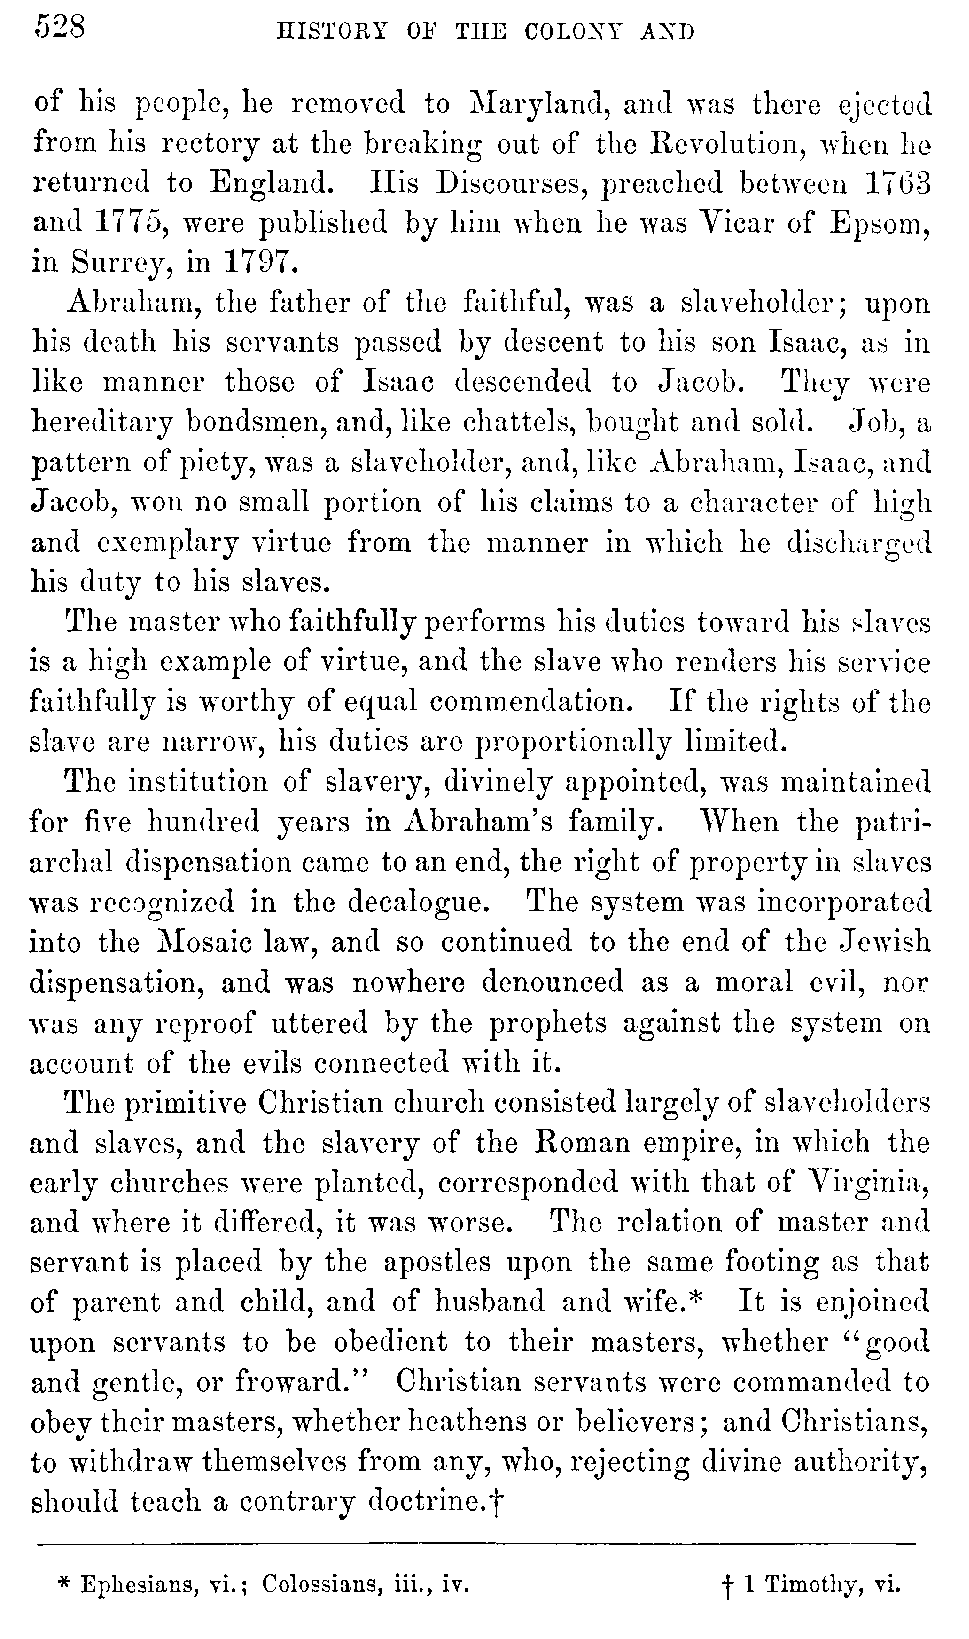 528 HISTORY OF THE COLONY AND
of his people, he removed to Maryland, and was there ejected
from his rectory at the breaking out of the Revolution, when he
returned to England. His Discourses, preached between 1763
and 1775, were published by him when he was Vicar of Epsom,
in Surrey, in 1797.
Abraham, the father of the faithful, was a slaveholder; upon
his death his servants passed by descent to his son Isaac, as in
like manner those of Isaac descended to Jacob. They were
hereditary bondsmen, and, like chattels, bought and sold. Job, a
pattern of piety, was a slaveholder, and, like Abraham, Isaac, and
Jacob, won no small portion of his claims to a character of high
and exemplary virtue from the manner in which he discharged
his duty to his slaves.
The master who faithfully performs his duties toward his slaves
is a high example of virtue, and the slave who renders his service
faithfully is worthy of equal commendation. If the rights of the
slave are narrow, his duties are proportionally limited.
The institution of slavery, divinely appointed, was maintained
for five hundred years in Abraham's family. When the patri-
archal dispensation came to an end, the right of property in slaves
was recognized in the decalogue. The system was incorporated
into the Mosaic law, and so continued to the end of the Jewish
dispensation, and was nowhere denounced as a moral evil, nor
was any reproof uttered by the prophets against the system on
account of the evils connected with it.
The primitive Christian church consisted largely of slaveholders
and slaves, and the slavery of the Roman empire, in which the
early churches were planted, corresponded with that of Virginia,
and where it differed, it was worse. The relation of master and
servant is placed by the apostles upon the same footing as that
of parent and child, and of husband and wife.* It is enjoined
upon servants to be obedient to their masters, whether "good
and gentle, or froward." Christian servants were commanded to
obey their masters, whether heathens or believers; and Christians,
to withdraw themselves from any, who, rejecting divine authority,
should teach a contrary doctrine.†
* Ephesians, vi.; Colossians, iii., iv. † 1 Timothy, vi.